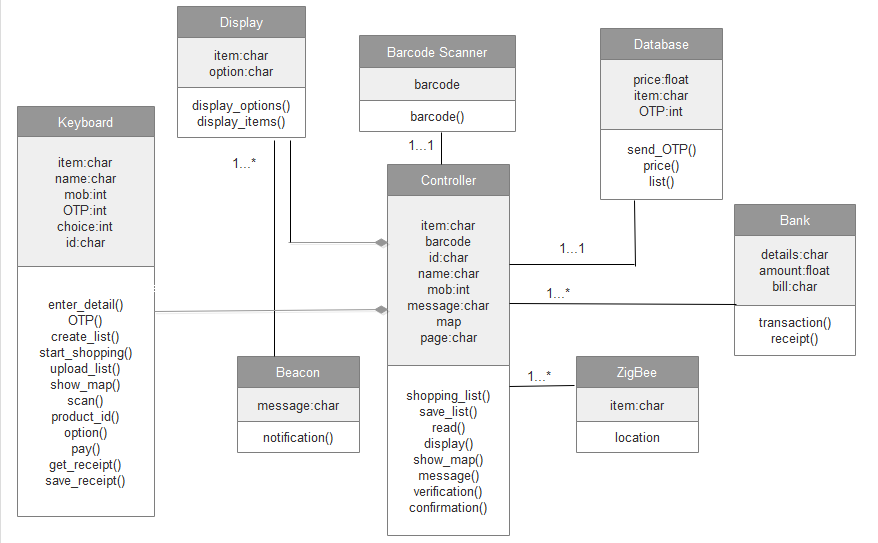 Display
item:char
option:char
display_options()
display_items()
Barcode Scanner
barcode
barcode()
Database
price:float
item:char
OTP:int
send_OTP()
price()
list()
Keyboard
item:char
name:char
mob:int
OTP:int
choice:int
id:char
enter_detail()
OTP()
create_list()
start_shopping()
upload_list()
show_map()
scan()
product_id()
option()
pay()
get_receipt()
save_receipt()
1...*
1...1
Controller
item:char
barcode
id:char
name:char
mob:int
message:char
map
page:char
shopping_list()
save_list()
read()
display()
show_map()
message()
verification()
confirmation()
1...1
1...*
Bank
details:char
amount:float
bill:char
transaction()
receipt()
Beacon
message:char
notification()
1...*
ZigBee
item:char
location